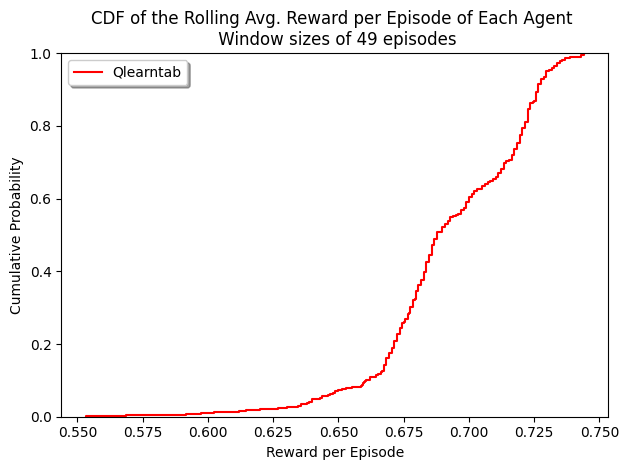 CDF of the Rolling Avg. Reward per Episode of Each Agent
Window sizes of 49 episodes
Qlearntab
1.0
0.8
0.6
0.4
0.2
0.0
Cumulative Probability
0.550 0.575 0.600 0.625 0.650 0.675 0.700 0.725 0.750
Reward per Episode